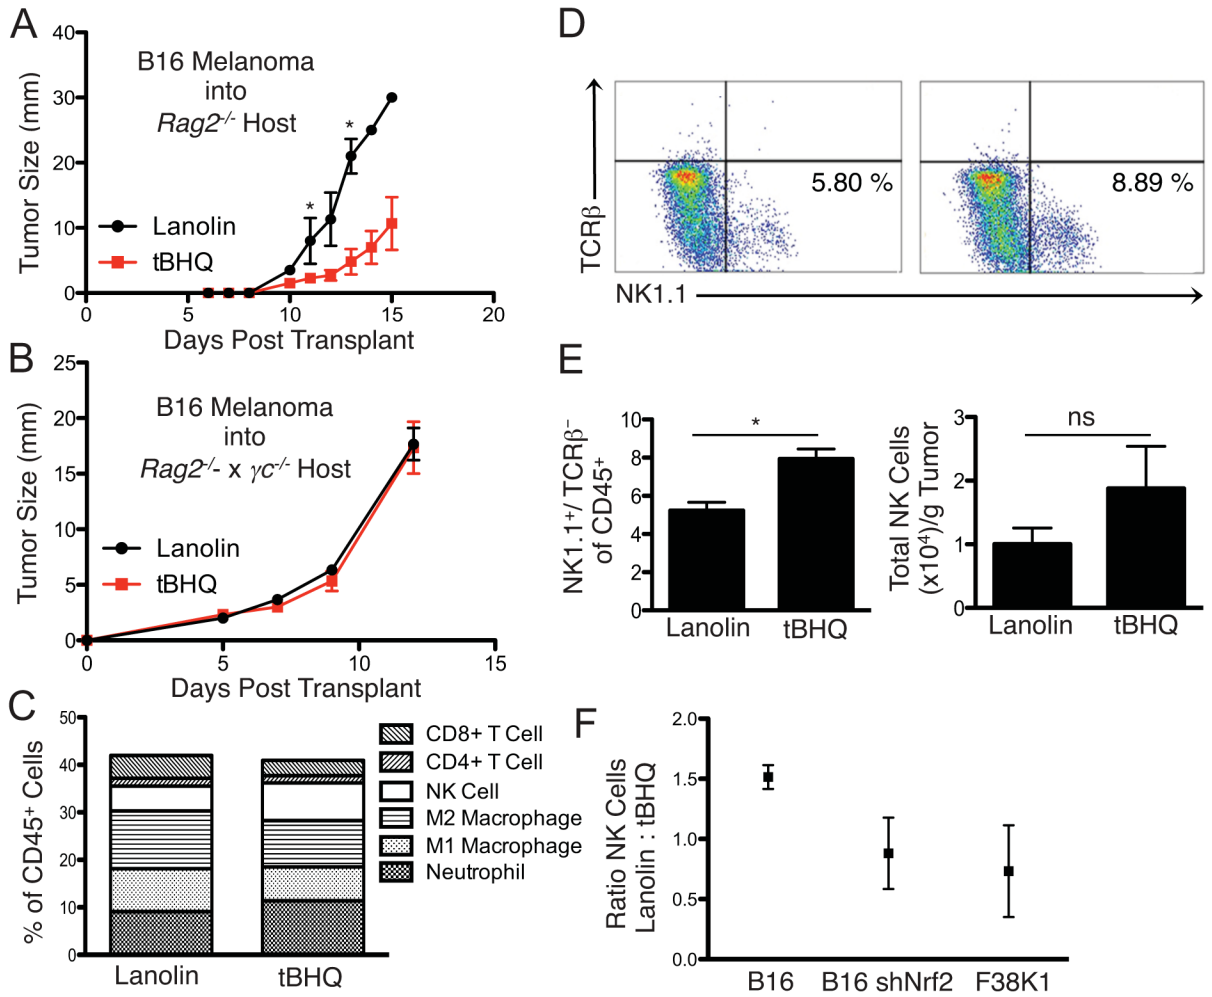 A
40
30
20
10
0
Tumor Size (mm)
B16 Melanoma
into
Rag2-/- Host
*
*
Lanolin
tBHQ
0 5 10 15 20
Days Post Transplant
B
25
20
15
10
5
0
Tumor Size (mm)
B16 Melanoma
into
Rag2-/- x γc-/- Host
Lanolin
tBHQ
0 5 10 15
Days Post Transplant
C
50
40
30
20
10
0
% of CD45+ Cells
Lanolin tBHQ
CD8+ T Cell
CD4+ T Cell
NK Cell
M2 Macrophage
M1 Macrophage
Neutrophil
D
TCRβ
5.80 %
8.89 %
NK1.1
E
NK1.1+/ TCRβ−
of CD45+
10
8
6
4
2
0
*
Lanolin tBHQ
Total NK Cells
(x10⁴)/g Tumor
3
2
1
0
ns
Lanolin tBHQ
F
Ratio NK Cells
Lanolin : tBHQ
2.0
1.5
1.0
0.5
0.0
B16 B16 shNrf2 F38K1